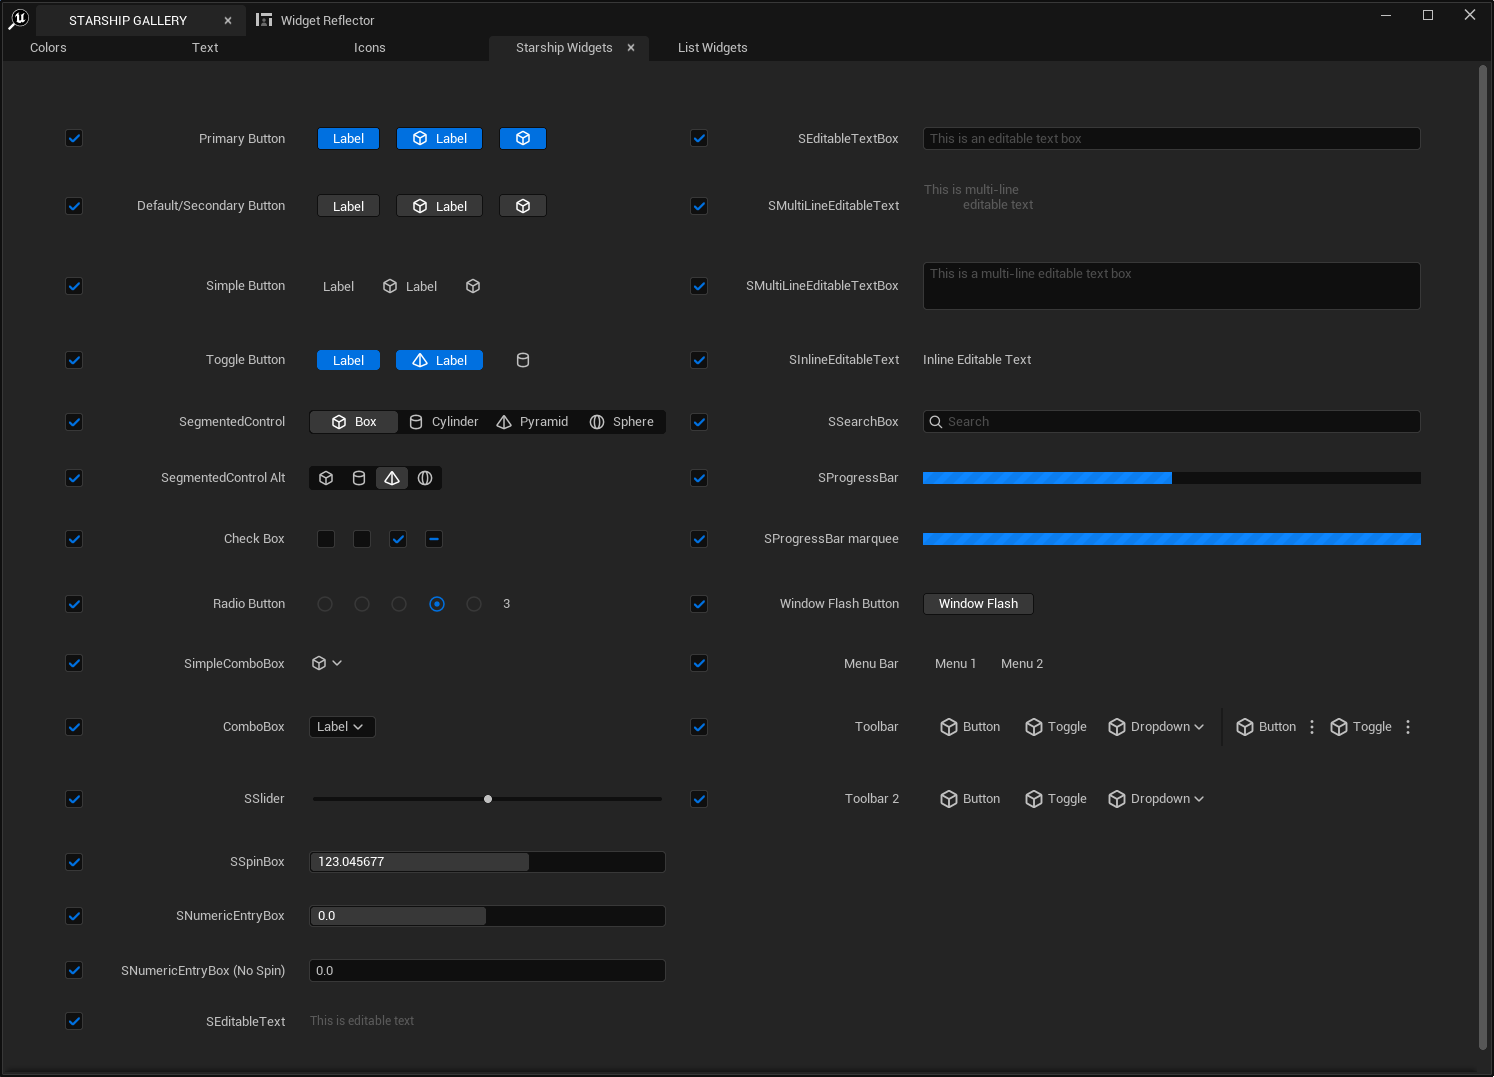 STARSHIP GALLERY
Widget Reflector
Colors
Text
Icons
Starship Widgets
List Widgets
Primary Button
Label
Label
SEditableTextBox
This is an editable text box
Default/Secondary Button
Label
Label
SMultiLineEditableText
This is multi-line
editable text
Simple Button
Label
Label
SMultiLineEditableTextBox
This is a multi-line editable text box
Toggle Button
Label
Label
SInlineEditableText
Inline Editable Text
SegmentedControl
Box
Cylinder
Pyramid
Sphere
SSearchBox
Search
SegmentedControl Alt
SProgressBar
Check Box
SProgressBar marquee
Radio Button
3
Window Flash Button
Window Flash
SimpleComboBox
Menu Bar
Menu 1
Menu 2
ComboBox
Label
Toolbar
Button
Toggle
Dropdown
Button
Toggle
SSlider
Toolbar 2
Button
Toggle
Dropdown
SSpinBox
123.045677
SNumericEntryBox
0.0
SNumericEntryBox (No Spin)
0.0
SEditableText
This is editable text